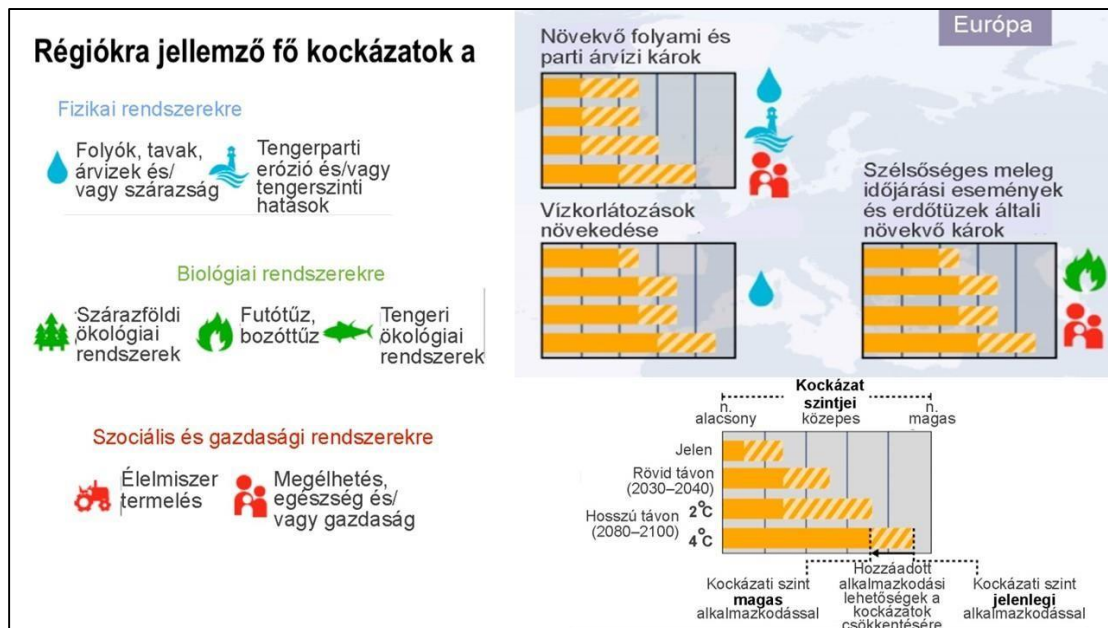 Régiókra jellemző fő kockázatok a
Fizikai rendszerekre
Folyók, tavak,
árvizek és/
vagy szárazság
Tengerparti
erózió és/vagy
tengerszinti
hatások
Biológiai rendszerekre
Szárazföldi
ökológiai
rendszerek
Futótűz,
bozóttűz
Tengeri
ökológiai
rendszerek
Szociális és gazdasági rendszerekre
Élelmiszer
termelés
Megélhetés,
egészség és/
vagy gazdaság
Európa
Növekvő folyami és
parti árvízi károk
Vízkorlátozások
növekedése
Szélsőséges meleg
időjárási események
és erdőtüzek általi
növekvő károk
Kockázat
szintjei
n.
alacsony
közepes
n.
magas
Jelen
Rövid távon
(2030–2040)
Hosszú távon
(2080–2100)
2°C
4°C
Kockázati szint
magas
alkalmazkodással
Hozzáadott
alkalmazkodási
lehetőségek a
kockázatok
csökkentésére
Kockázati szint
jelenlegi
alkalmazkodással